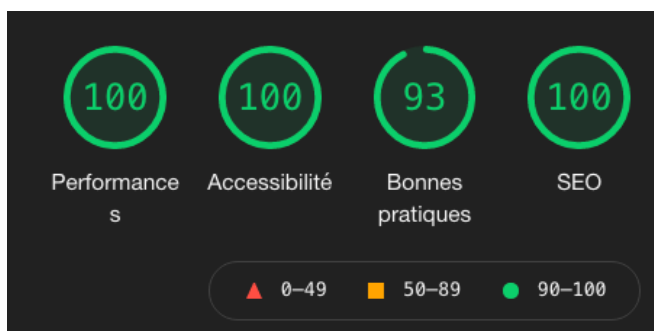 100 100 93 100
Performance Accessibilité Bonnes SEO
s pratiques
0–49 50–89 90–100